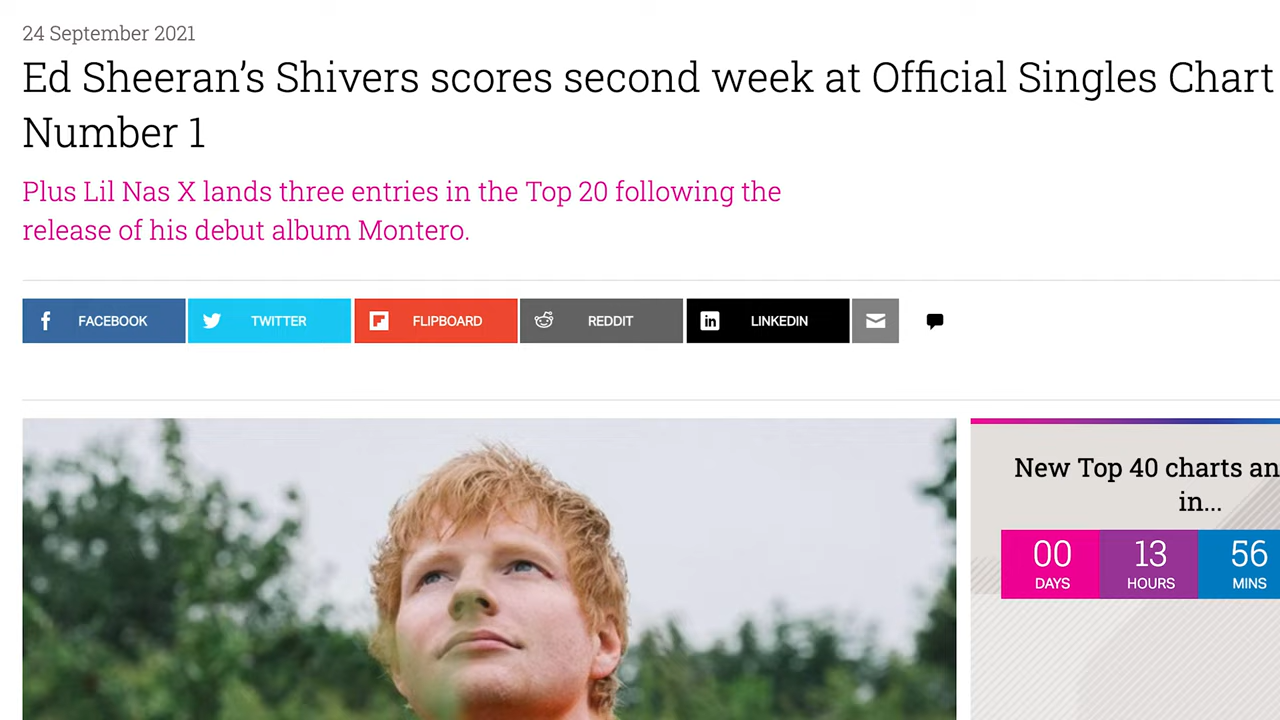 24 September 2021
Ed Sheeran’s Shivers scores second week at Official Singles Chart
Number 1
Plus Lil Nas X lands three entries in the Top 20 following the
release of his debut album Montero.
FACEBOOK TWITTER FLIPBOARD REDDIT LINKEDIN
New Top 40 charts an
in...
00 13 56
DAYS HOURS MINS